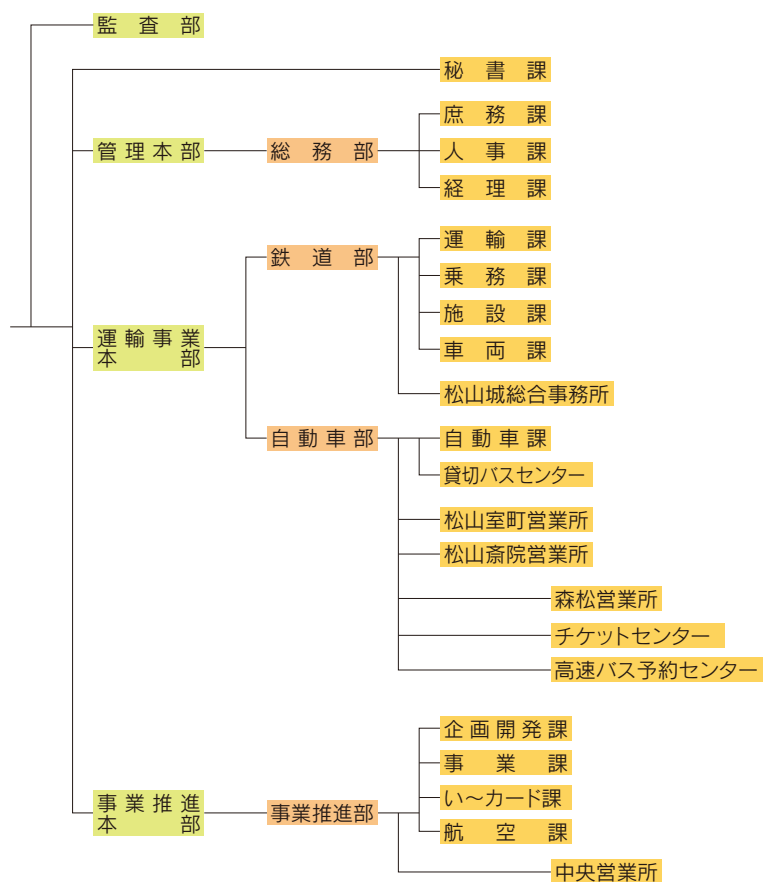 監査部
秘書課
管理本部
総務部
庶務課
人事課
経理課
運輸事業
本部
鉄道部
運輸課
乗務課
施設課
車両課
松山城総合事務所
自動車部
自動車課
貸切バスセンター
松山室町営業所
松山斎院営業所
森松営業所
チケットセンター
高速バス予約センター
事業推進
本部
事業推進部
企画開発課
事業課
い〜カード課
航空課
中央営業所